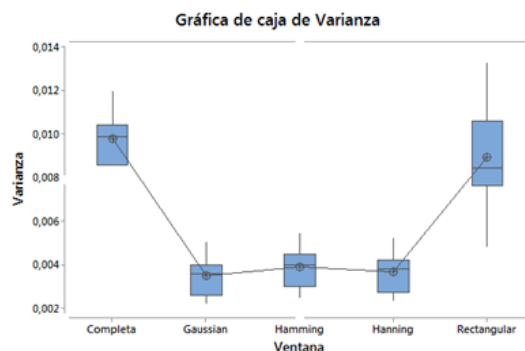 Gráfica de caja de Varianza
0,014
0,012
0,010
0,008
0,006
0,004
0,002
Varianza
Completa Gaussian Hamming Hanning Rectangular
Ventana